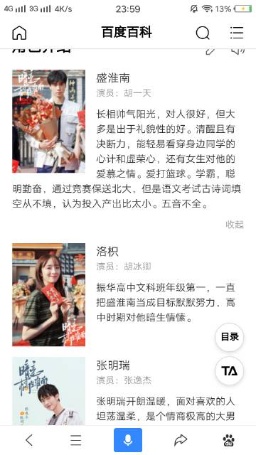 4G 3G 4K/s 23:59 13%
百度百科
角色介绍
盛淮南
演员：胡一天
长相帅气阳光，对人很好，但大
多是出于礼貌性的好。清醒且有
决断力，能轻易看穿身边同学的
心计和虚荣心，还有女生对他的
爱慕之情。爱打篮球。学霸，聪
明勤奋，通过竞赛保送北大，但是语文考试古诗词填
空从不填，认为投入产出比太小。五音不全。
收起
洛枳
演员：胡冰卿
振华高中文科班年级第一，一直
把盛淮南当成目标默默努力，高
中时期对他暗生情愫。
目录
TA
张明瑞
演员：张逸杰
张明瑞开朗温暖，面对喜欢的人
坦荡温柔，是个情商极高的大男